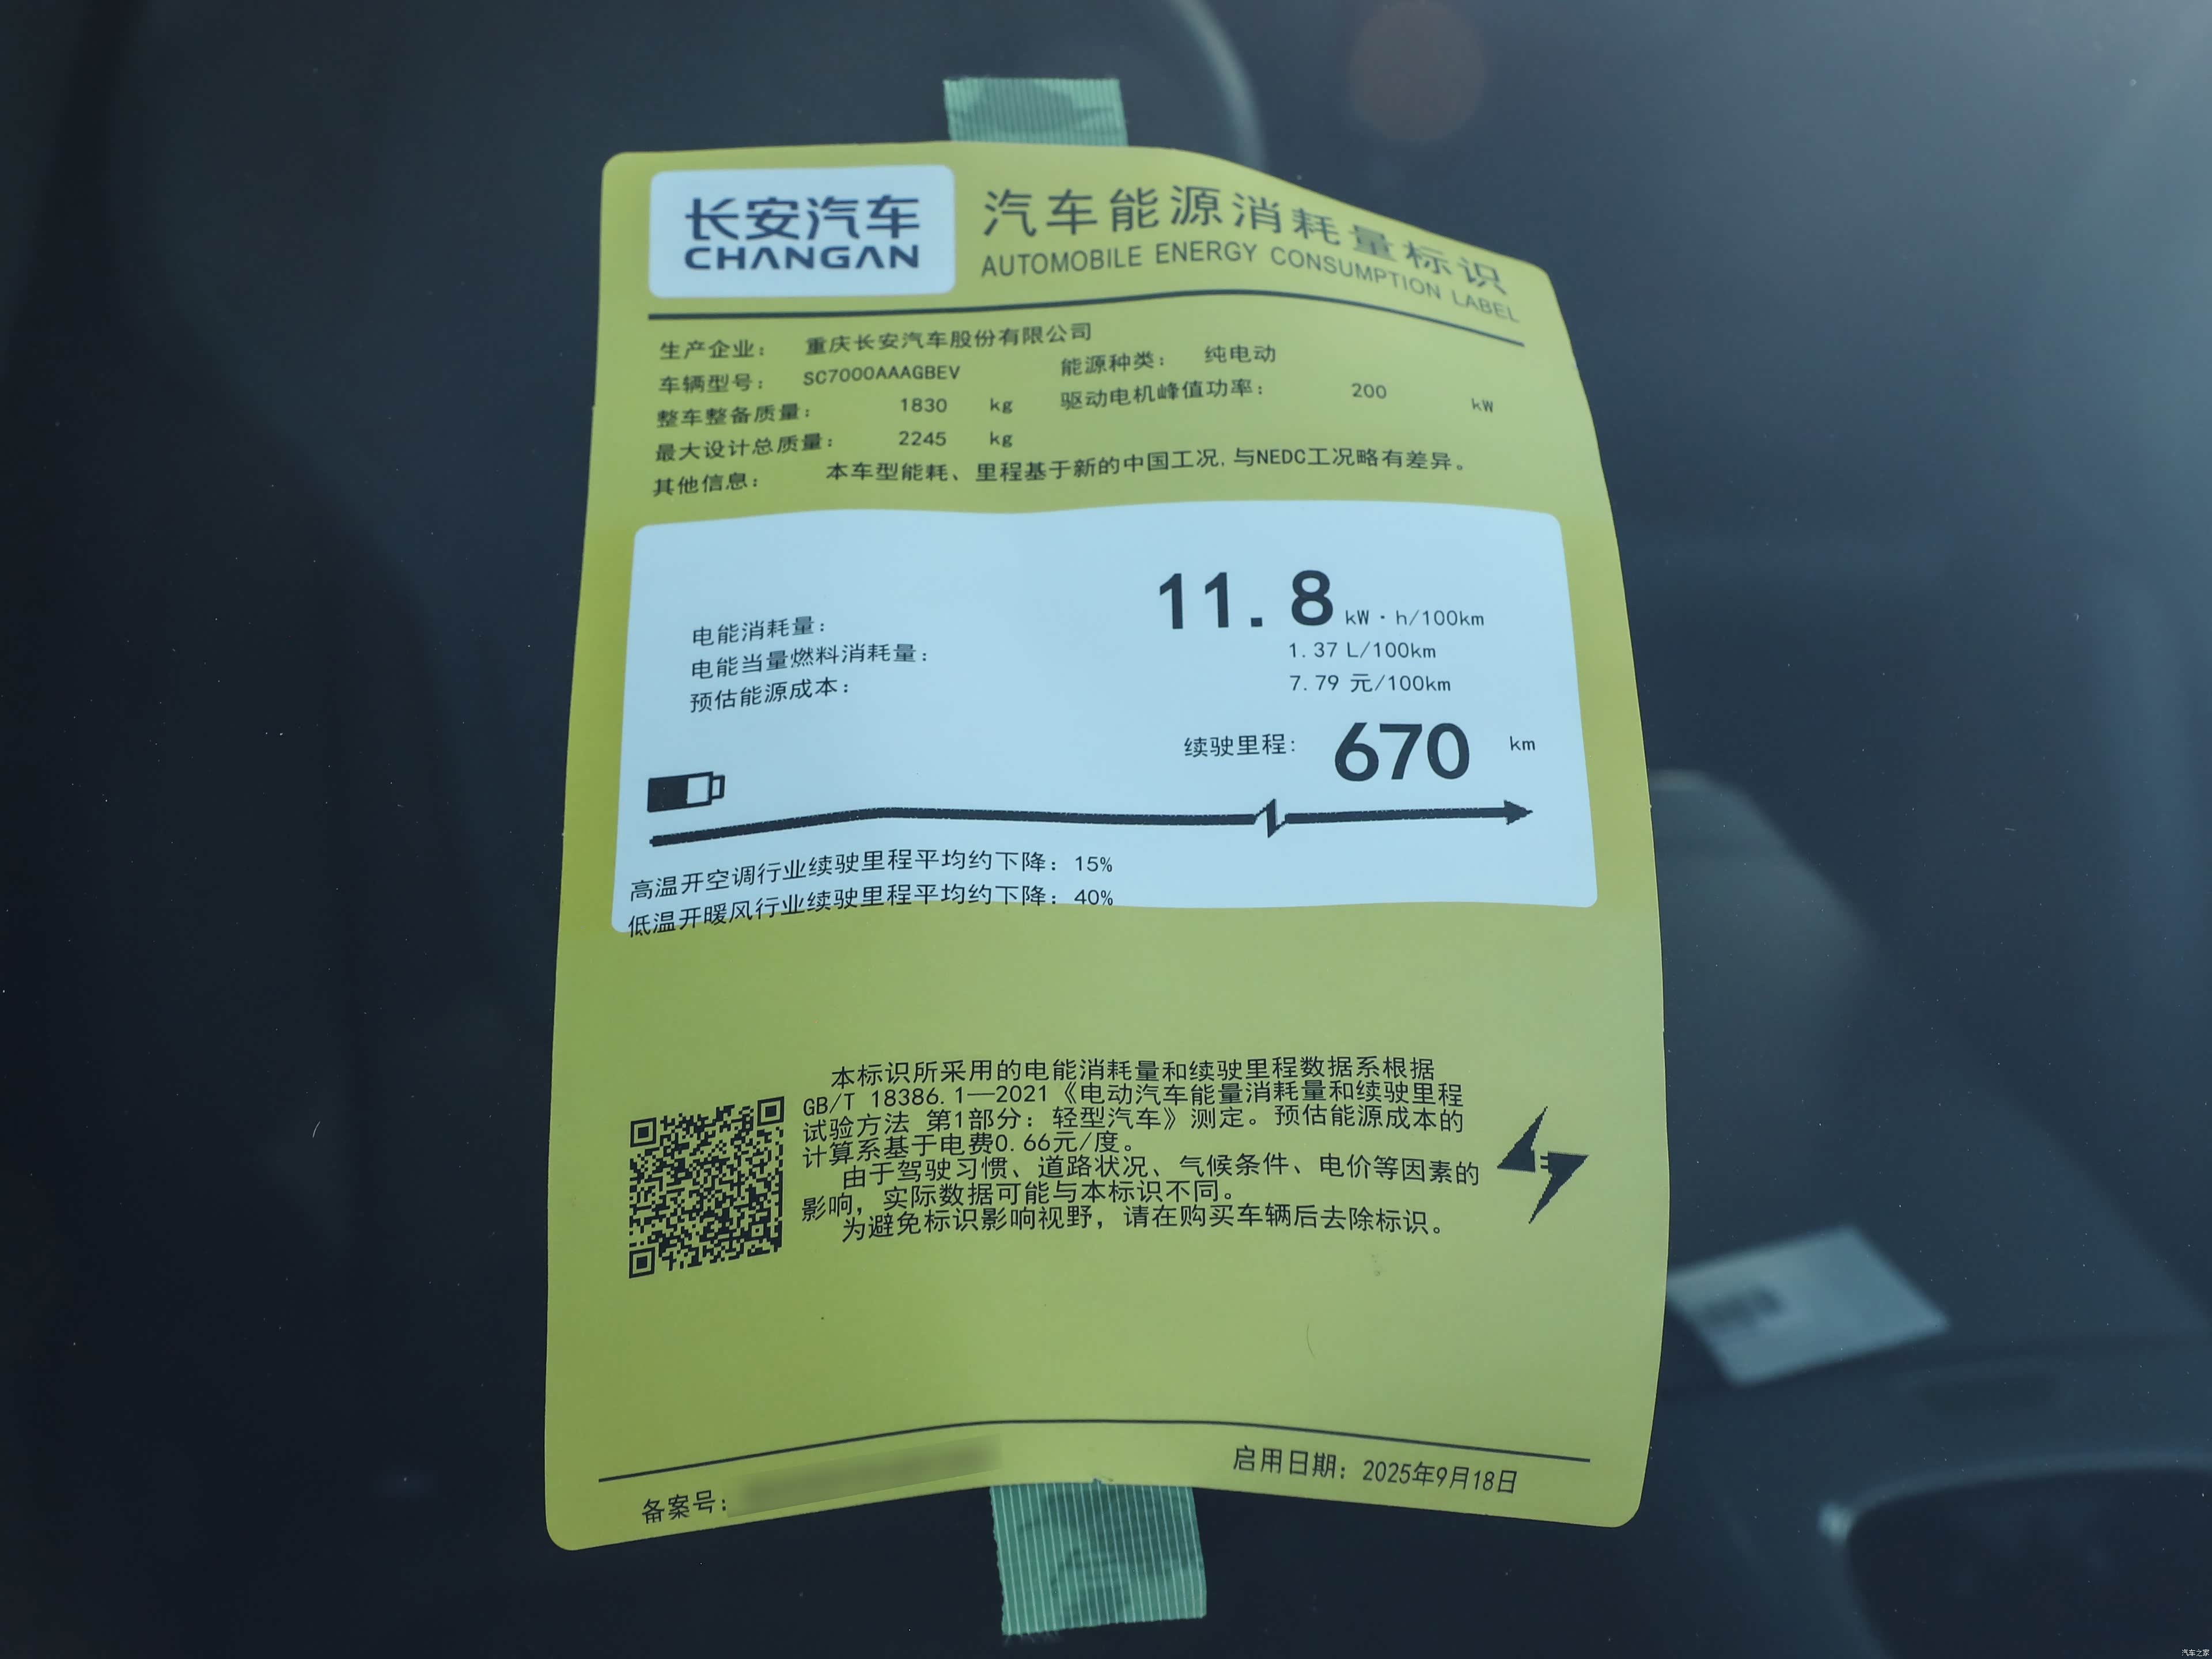 长安汽车
CHANGAN
汽车能源消耗量标识
AUTOMOBILE ENERGY CONSUMPTION LABEL
生产企业： 重庆长安汽车股份有限公司
车辆型号： SC7000AAAGBEV 能源种类： 纯电动
整车整备质量： 1830 kg 驱动电机峰值功率： 200 kW
最大设计总质量： 2245 kg
其他信息： 本车型能耗、里程基于新的中国工况,与NEDC工况略有差异。
电能消耗量： 11.8 kW·h/100km
电能当量燃料消耗量： 1.37 L/100km
预估能源成本： 7.79 元/100km
续驶里程： 670 km
高温开空调行业续驶里程平均约下降：15%
低温开暖风行业续驶里程平均约下降：40%
本标识所采用的电能消耗量和续驶里程数据系根据
GB/T 18386.1—2021《电动汽车能量消耗量和续驶里程
试验方法 第1部分：轻型汽车》测定。预估能源成本的
计算系基于电费0.66元/度。
由于驾驶习惯、道路状况、气候条件、电价等因素的
影响，实际数据可能与本标识不同。
为避免标识影响视野，请在购买车辆后去除标识。
备案号：
启用日期：2025年9月18日
汽车之家